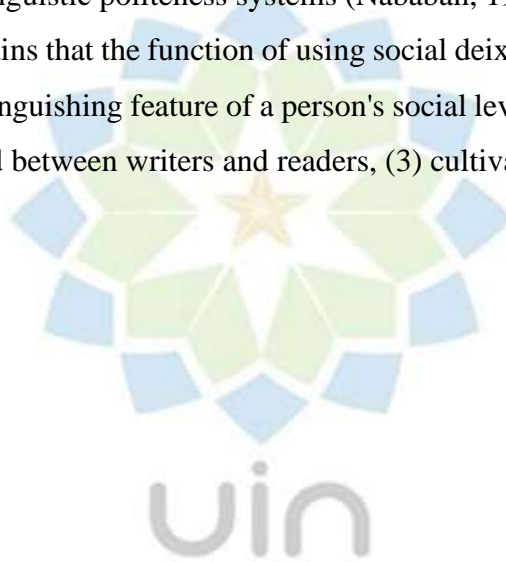 nguistic politeness systems (Nababan, 19
ins that the function of using social deix
nguishing feature of a person's social lev
d between writers and readers, (3) cultiva
uin